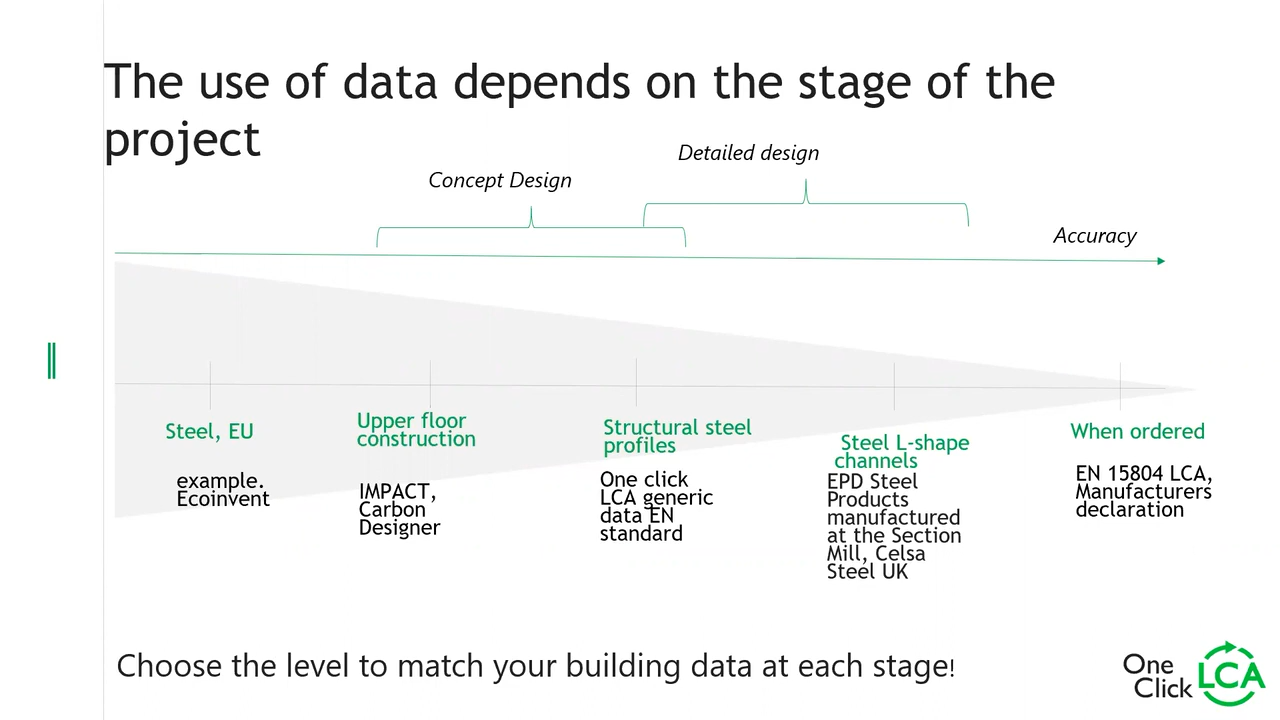 The use of data depends on the stage of the
project
Detailed design
Concept Design
Accuracy
Steel, EU
example.
Ecoinvent
Upper floor
construction
IMPACT,
Carbon
Designer
Structural steel
profiles
One click
LCA generic
data EN
standard
Steel L-shape
channels
EPD Steel
Products
manufactured
at the Section
Mill, Celsa
Steel UK
When ordered
EN 15804 LCA,
Manufacturers
declaration
Choose the level to match your building data at each stage!
One
Click
LCA